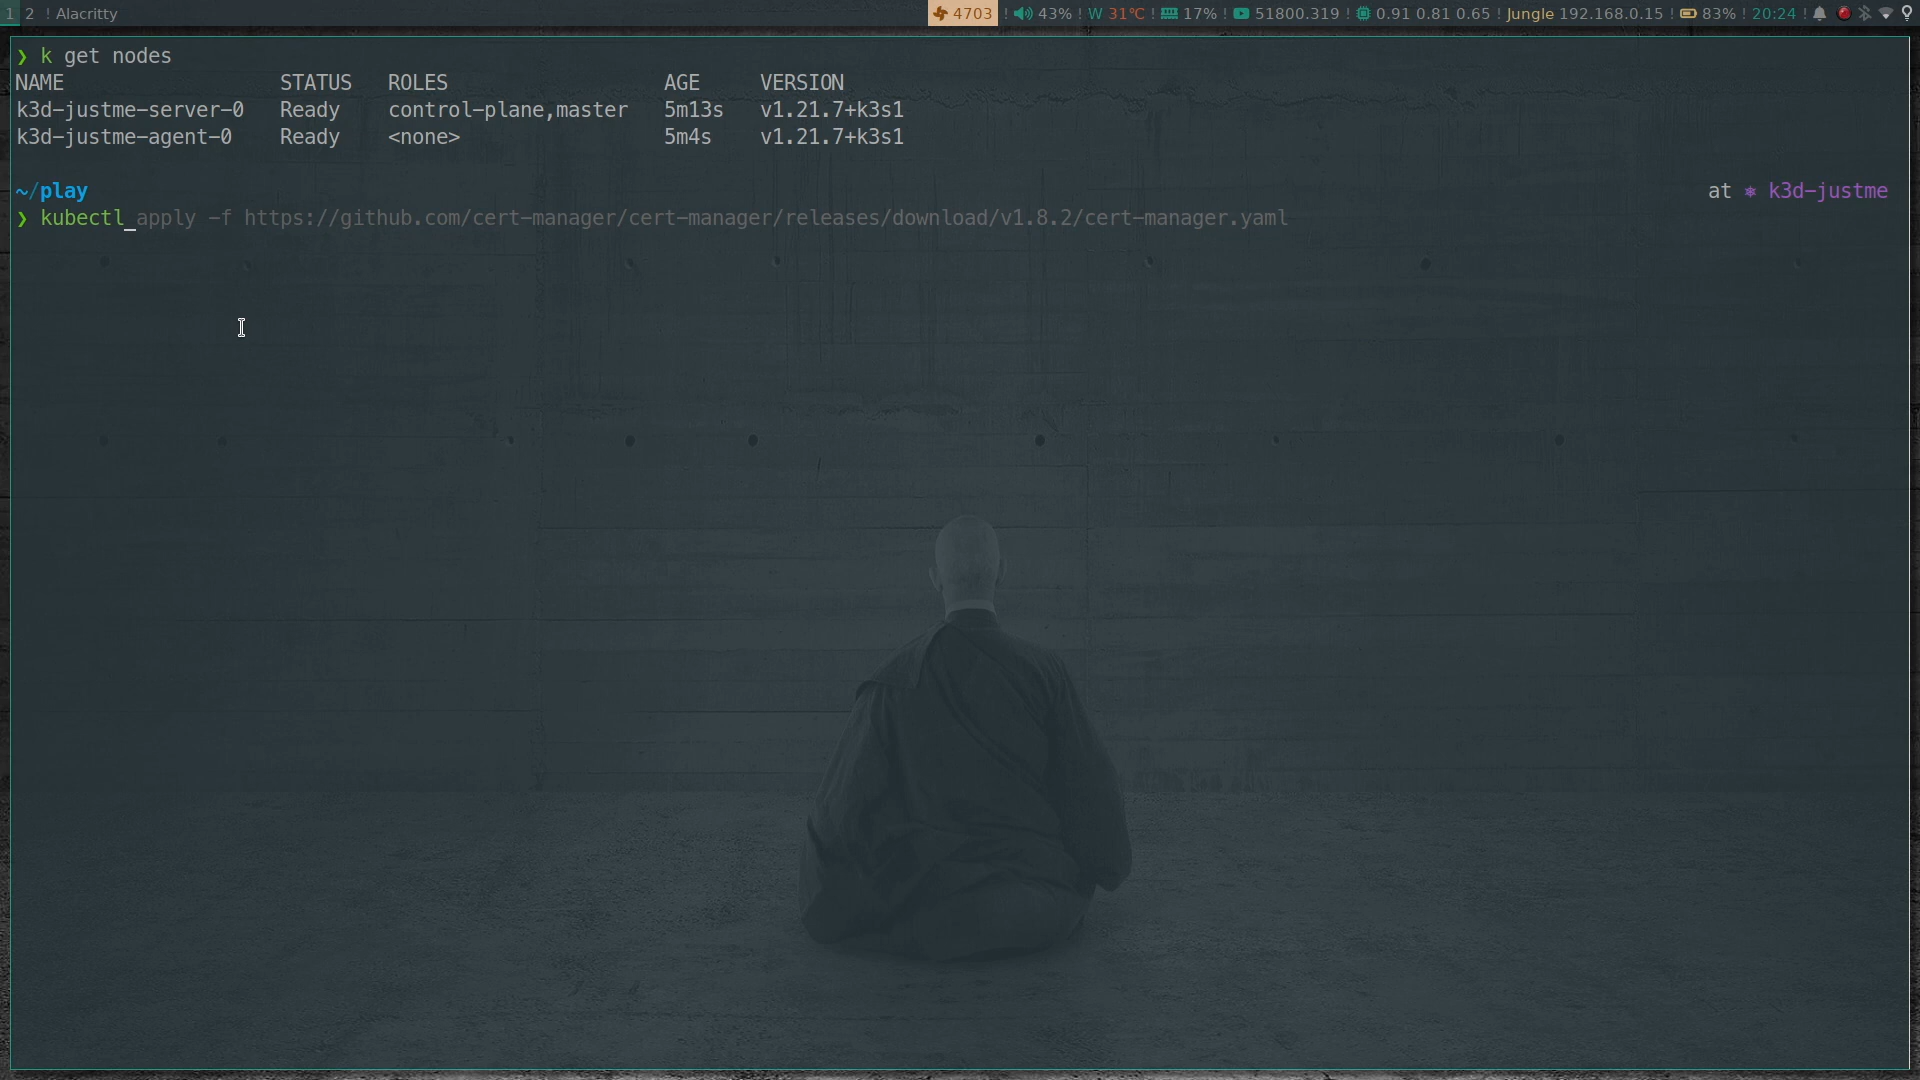 1 2 ! Alacritty 4703 ! 43% ! W 31℃ ! 17% ! 51800.319 ! 0.91 0.81 0.65 ! Jungle 192.168.0.15 ! 83% ! 20:24 !
❯ k get nodes
NAME STATUS ROLES AGE VERSION
k3d-justme-server-0 Ready control-plane,master 5m13s v1.21.7+k3s1
k3d-justme-agent-0 Ready <none> 5m4s v1.21.7+k3s1
~/play at ⎈ k3d-justme
❯ kubectl_apply -f https://github.com/cert-manager/cert-manager/releases/download/v1.8.2/cert-manager.yaml